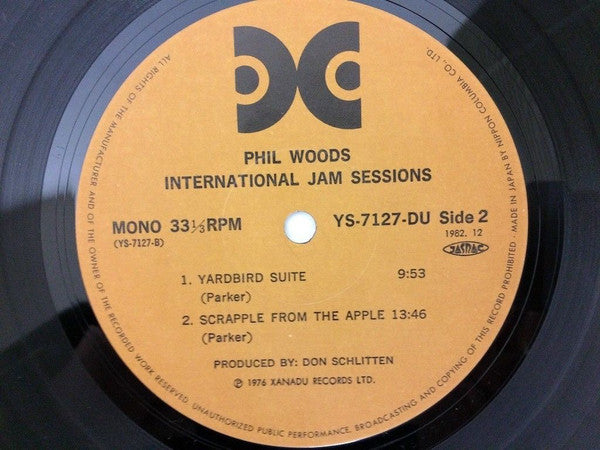 PHIL WOODS
INTERNATIONAL JAM SESSIONS
MONO 33⅓RPM
(YS-7127-B)
YS-7127-DU Side 2
1982. 12
JASRAC
1. YARDBIRD SUITE 9:53
(Parker)
2. SCRAPPLE FROM THE APPLE 13:46
(Parker)
PRODUCED BY: DON SCHLITTEN
℗ 1976 XANADU RECORDS LTD.
ALL RIGHTS OF THE MANUFACTURER AND OF THE OWNER OF THE RECORDED WORK RESERVED. UNAUTHORIZED PUBLIC PERFORMANCE, BROADCASTING AND COPYING OF THIS RECORD PROHIBITED · MADE IN JAPAN BY NIPPON COLUMBIA CO., LTD.